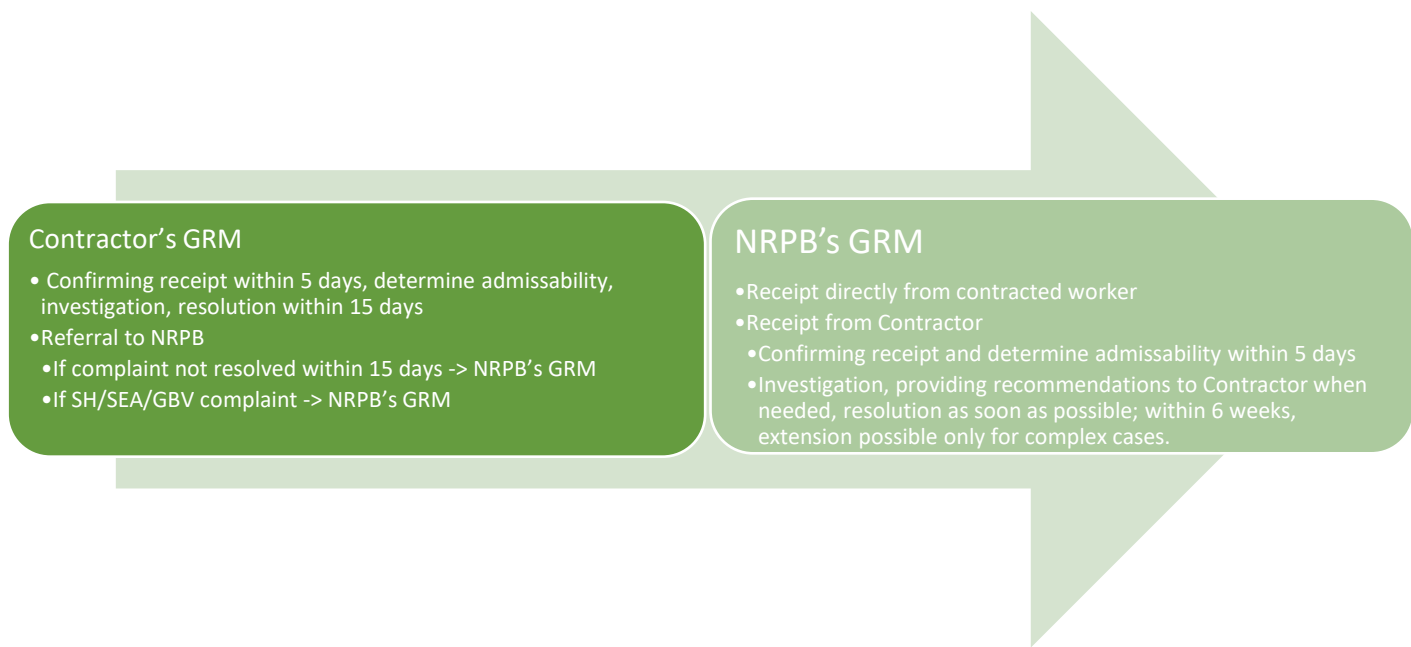 Contractor’s GRM
• Confirming receipt within 5 days, determine admissability,
investigation, resolution within 15 days
•Referral to NRPB
•If complaint not resolved within 15 days -> NRPB’s GRM
•If SH/SEA/GBV complaint -> NRPB’s GRM
NRPB’s GRM
•Receipt directly from contracted worker
•Receipt from Contractor
•Confirming receipt and determine admissability within 5 days
•Investigation, providing recommendations to Contractor when
needed, resolution as soon as possible; within 6 weeks,
extension possible only for complex cases.